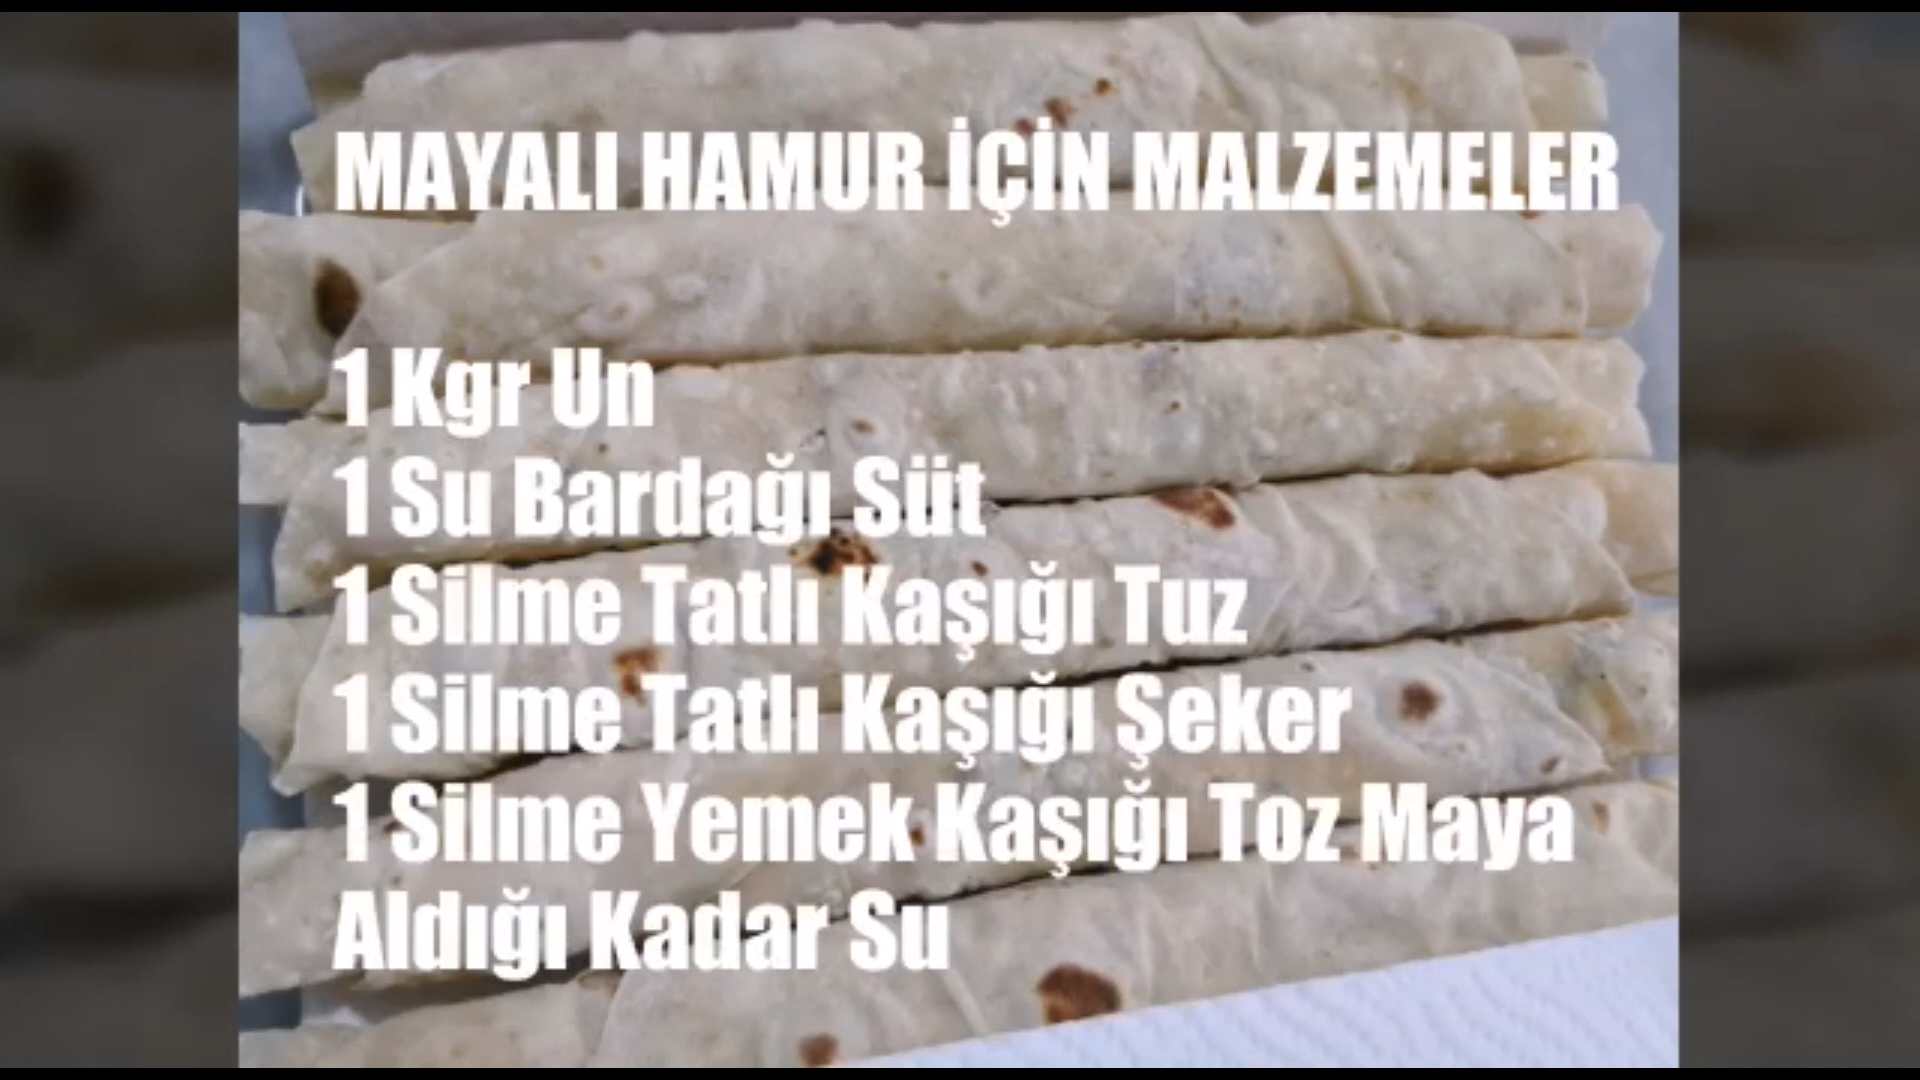 MAYALI HAMUR İÇİN MALZEMELER
1 Kgr Un
1 Su Bardağı Süt
1 Silme Tatlı Kaşığı Tuz
1 Silme Tatlı Kaşığı Şeker
1 Silme Yemek Kaşığı Toz Maya
Aldığı Kadar Su